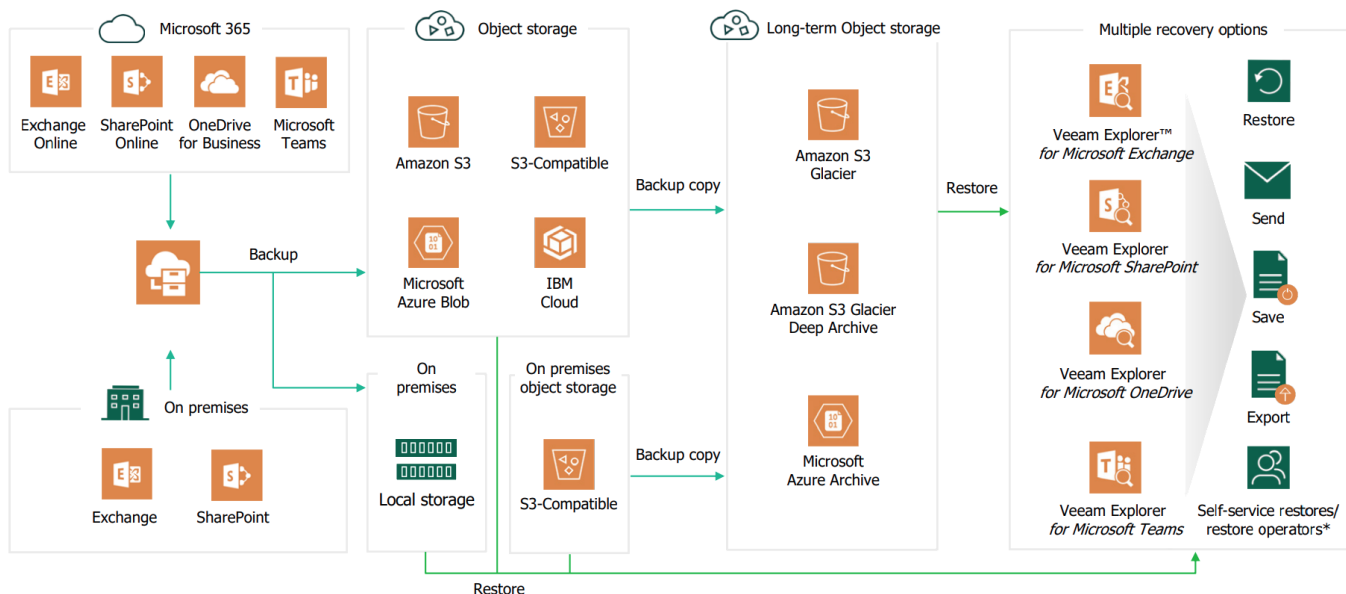 Microsoft 365
Exchange
Online
SharePoint
Online
OneDrive
for Business
Microsoft
Teams
Backup
On premises
Exchange
SharePoint
Object storage
Amazon S3
S3-Compatible
10
01
Microsoft
Azure Blob
IBM
Cloud
On
premises
Local storage
On premises
object storage
S3-Compatible
Backup copy
Backup copy
Long-term Object storage
Amazon S3
Glacier
Amazon S3 Glacier
Deep Archive
10
01
Microsoft
Azure Archive
Restore
Restore
Multiple recovery options
Veeam Explorer™
for Microsoft Exchange
Veeam Explorer
for Microsoft SharePoint
Veeam Explorer
for Microsoft OneDrive
Veeam Explorer
for Microsoft Teams
Restore
Send
Save
Export
Self-service restores/
restore operators*